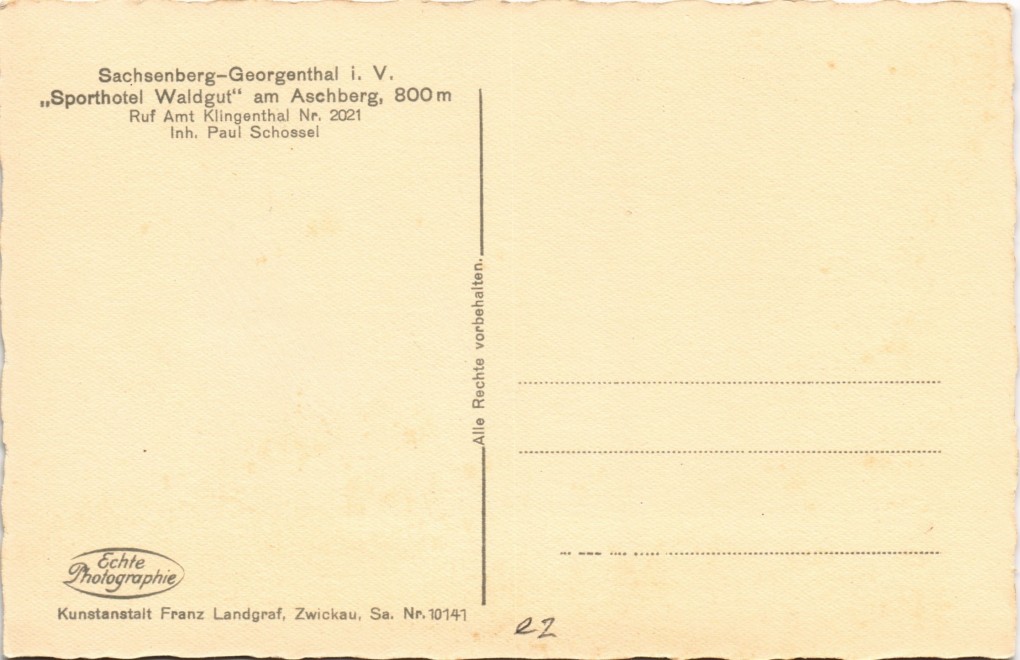 Sachsenberg-Georgenthal i. V.
„Sporthotel Waldgut“ am Aschberg, 800 m
Ruf Amt Klingenthal Nr. 2021
Inh. Paul Schossel
Alle Rechte vorbehalten.
Echte
Photographie
Kunstanstalt Franz Landgraf, Zwickau, Sa. Nr. 10141